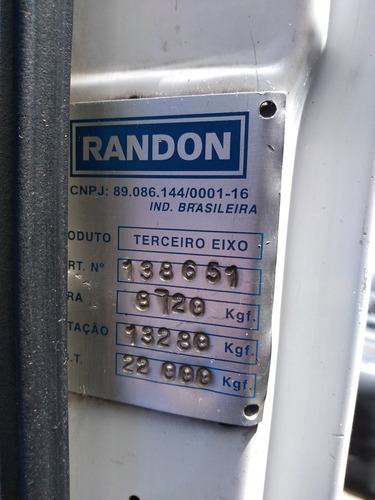 RANDON
CNPJ: 89.086.144/0001-16
IND. BRASILEIRA
RODUTO TERCEIRO EIXO
RT. Nº 138651
RA 8720 Kgf.
TAÇÃO 13280 Kgf.
.T. 22 000 Kgf.